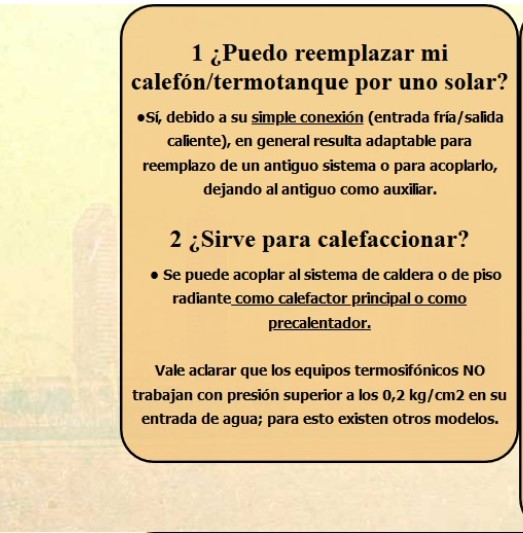 1 ¿Puedo reemplazar mi
calefón/termotanque por uno solar?
●Sí, debido a su simple conexión (entrada fría/salida
caliente), en general resulta adaptable para
reemplazo de un antiguo sistema o para acoplarlo,
dejando al antiguo como auxiliar.
2 ¿Sirve para calefaccionar?
● Se puede acoplar al sistema de caldera o de piso
radiante como calefactor principal o como
precalentador.
Vale aclarar que los equipos termosifónicos NO
trabajan con presión superior a los 0,2 kg/cm2 en su
entrada de agua; para esto existen otros modelos.